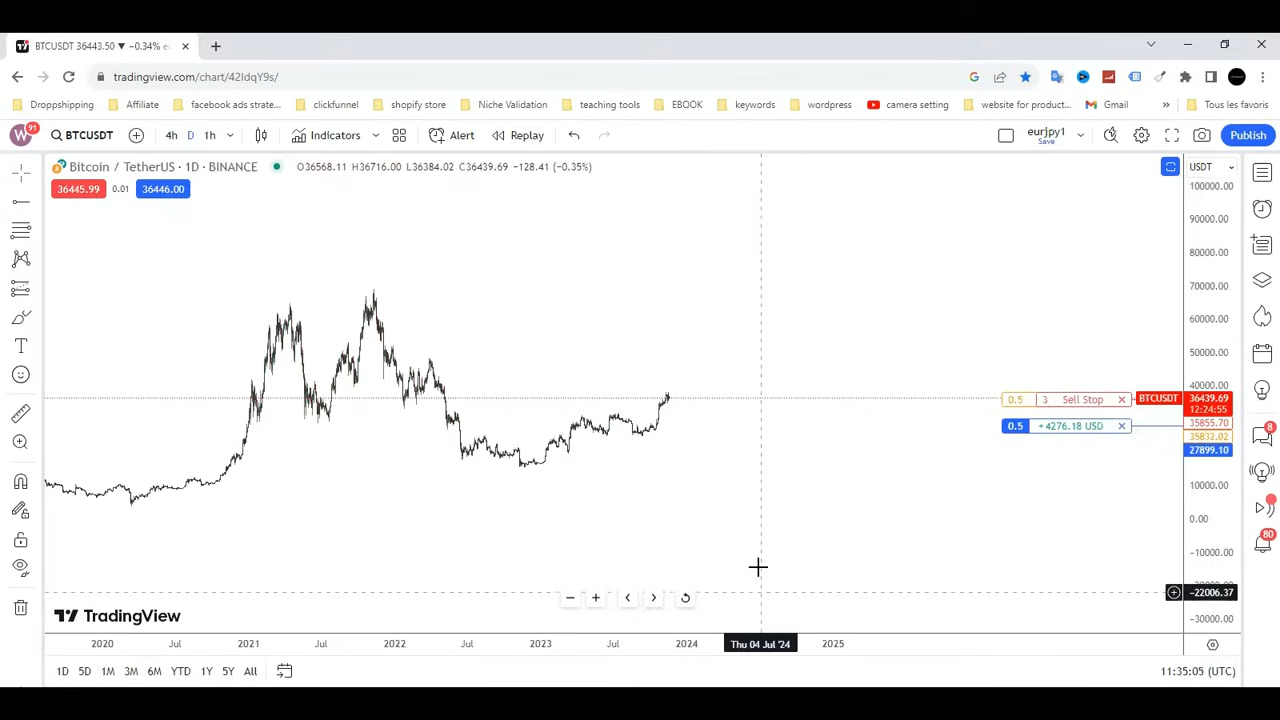 BTCUSDT 36443.50 ▼ −0.34%
tradingview.com/chart/42IdqY9s/
Droppshipping
Affiliate
facebook ads strate...
clickfunnel
shopify store
Niche Validation
teaching tools
EBOOK
keywords
wordpress
camera setting
website for product...
Gmail
»
Tous les favoris
W 91
BTCUSDT
4h D 1h
Indicators
Alert
Replay
eurjpy1
Save
Publish
Bitcoin / TetherUS · 1D · BINANCE
O36568.11 H36716.00 L36384.02 C36439.69 −128.41 (−0.35%)
USDT
36445.99 0.01 36446.00
100000.00
90000.00
80000.00
70000.00
60000.00
50000.00
40000.00
0.5 3 Sell Stop
BTCUSDT 36439.69
12:24:55
35855.70
0.5 +4276.18 USD
35832.02
27899.10
10000.00
0.00
−10000.00
−22006.37
−30000.00
8
80
TradingView
2020 Jul 2021 Jul 2022 Jul 2023 Jul 2024 Thu 04 Jul '24 2025
1D 5D 1M 3M 6M YTD 1Y 5Y All
11:35:05 (UTC)